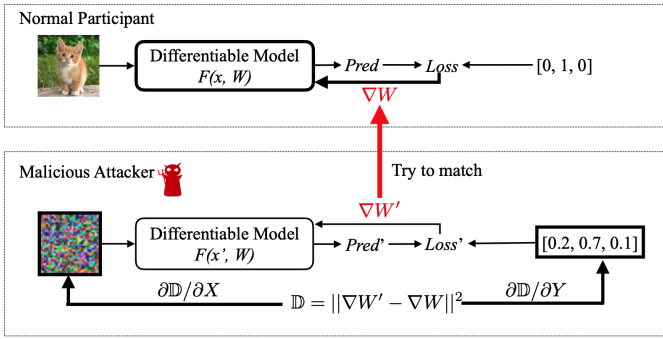 Normal Participant
Differentiable Model
F(x, W)
Pred
Loss
[0, 1, 0]
∇W
Try to match
Malicious Attacker
∇W'
Differentiable Model
F(x', W)
Pred'
Loss'
[0.2, 0.7, 0.1]
∂𝔻/∂X
𝔻 = ||∇W' − ∇W||²
∂𝔻/∂Y